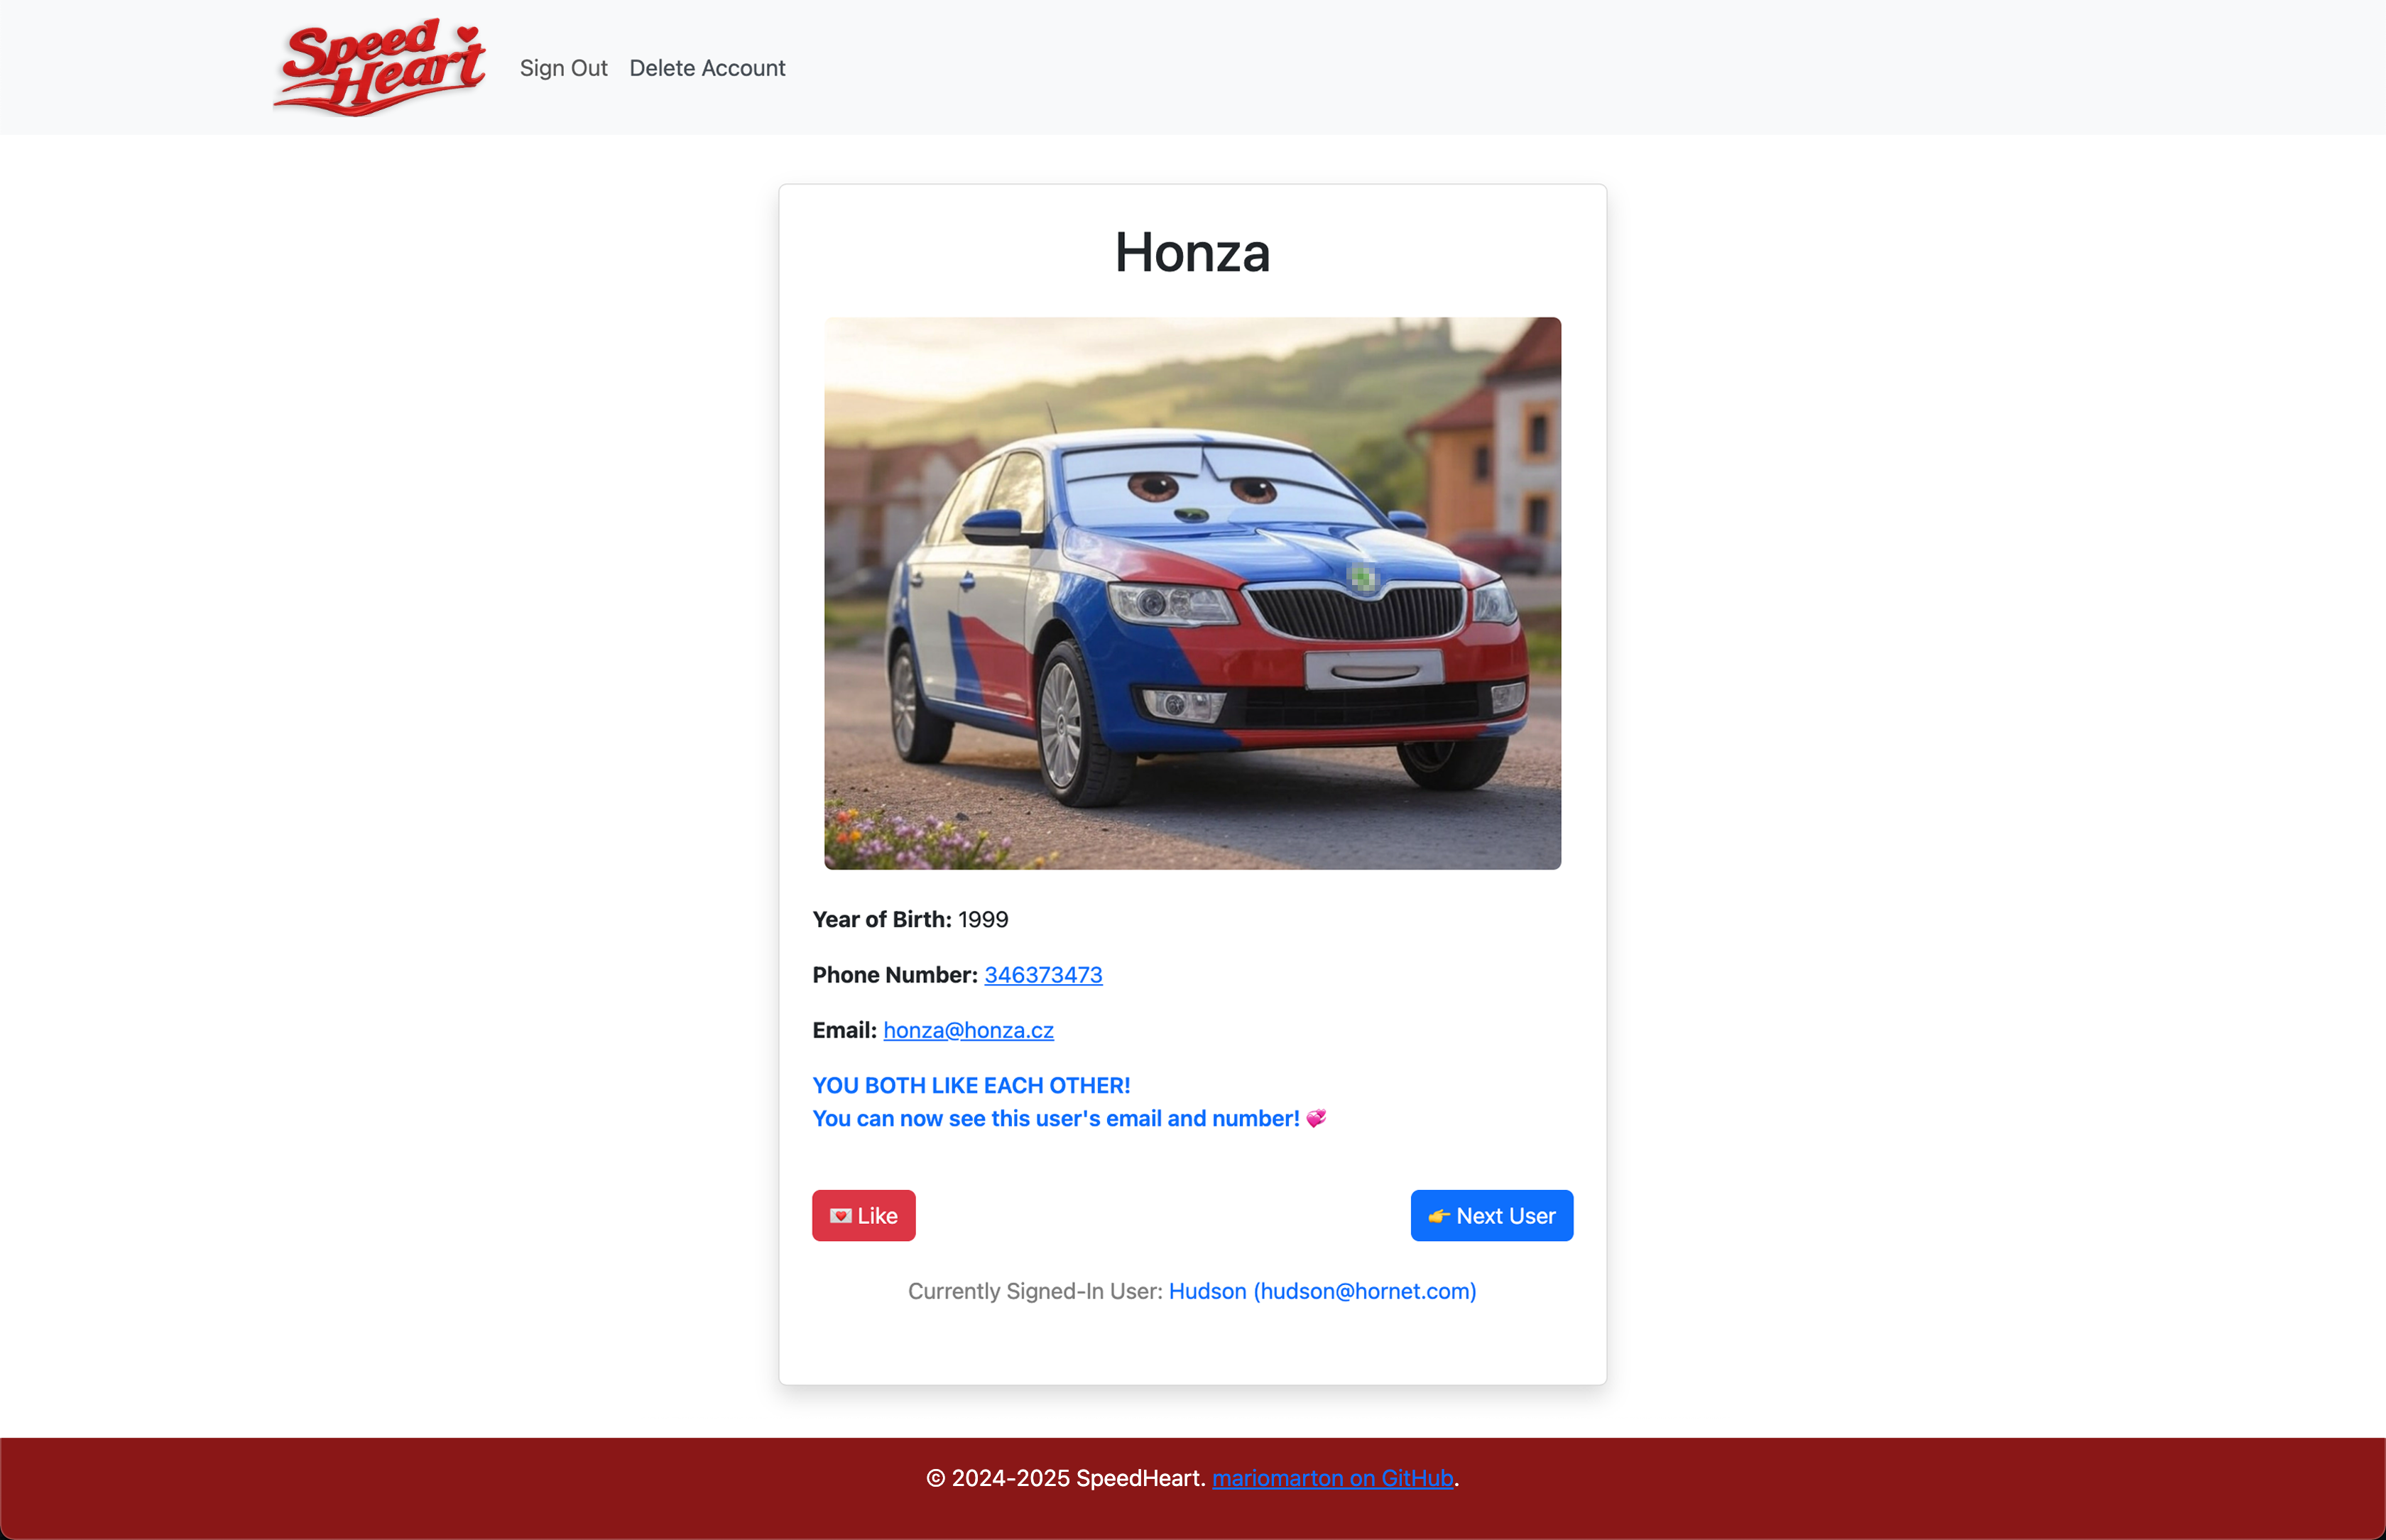 Speed
Heart
Sign Out
Delete Account
Honza
Year of Birth: 1999
Phone Number: 346373473
Email: honza@honza.cz
YOU BOTH LIKE EACH OTHER!
You can now see this user's email and number! 💞
💌 Like
👉 Next User
Currently Signed-In User: Hudson (hudson@hornet.com)
© 2024-2025 SpeedHeart. mariomarton on GitHub.